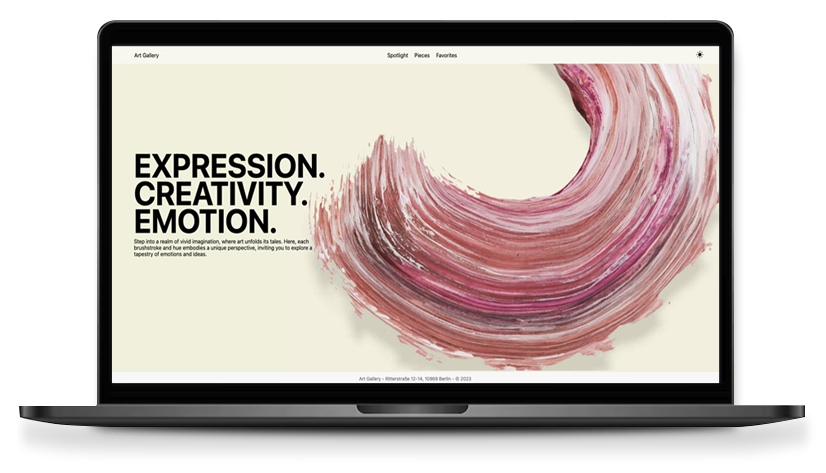 Art Gallery
Spotlight Pieces Favorites
EXPRESSION.
CREATIVITY.
EMOTION.
Step into a realm of vivid imagination, where art unfolds its tales. Here, each
brushstroke and hue embodies a unique perspective, inviting you to explore a
tapestry of emotions and ideas.
Art Gallery - Ritterstraße 12-14, 10969 Berlin - © 2023